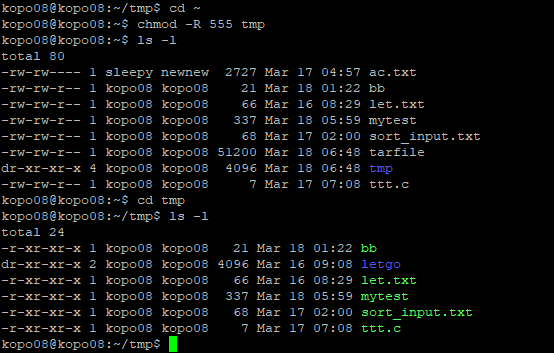 kopo08@kopo08:~/tmp$ cd ~
kopo08@kopo08:~$ chmod -R 555 tmp
kopo08@kopo08:~$ ls -l
total 80
-rw-rw---- 1 sleepy newnew  2727 Mar 17 04:57 ac.txt
-rw-rw-r-- 1 kopo08 kopo08    21 Mar 18 01:22 bb
-rw-rw-r-- 1 kopo08 kopo08    66 Mar 16 08:29 let.txt
-rw-rw-r-- 1 kopo08 kopo08   337 Mar 18 05:59 mytest
-rw-rw-r-- 1 kopo08 kopo08    68 Mar 17 02:00 sort_input.txt
-rw-rw-r-- 1 kopo08 kopo08 51200 Mar 18 06:48 tarfile
dr-xr-xr-x 4 kopo08 kopo08  4096 Mar 18 06:48 tmp
-rw-rw-r-- 1 kopo08 kopo08     7 Mar 17 07:08 ttt.c
kopo08@kopo08:~$ cd tmp
kopo08@kopo08:~/tmp$ ls -l
total 24
-r-xr-xr-x 1 kopo08 kopo08   21 Mar 18 01:22 bb
dr-xr-xr-x 2 kopo08 kopo08 4096 Mar 16 09:08 letgo
-r-xr-xr-x 1 kopo08 kopo08   66 Mar 16 08:29 let.txt
-r-xr-xr-x 1 kopo08 kopo08  337 Mar 18 05:59 mytest
-r-xr-xr-x 1 kopo08 kopo08   68 Mar 17 02:00 sort_input.txt
-r-xr-xr-x 1 kopo08 kopo08    7 Mar 17 07:08 ttt.c
kopo08@kopo08:~/tmp$